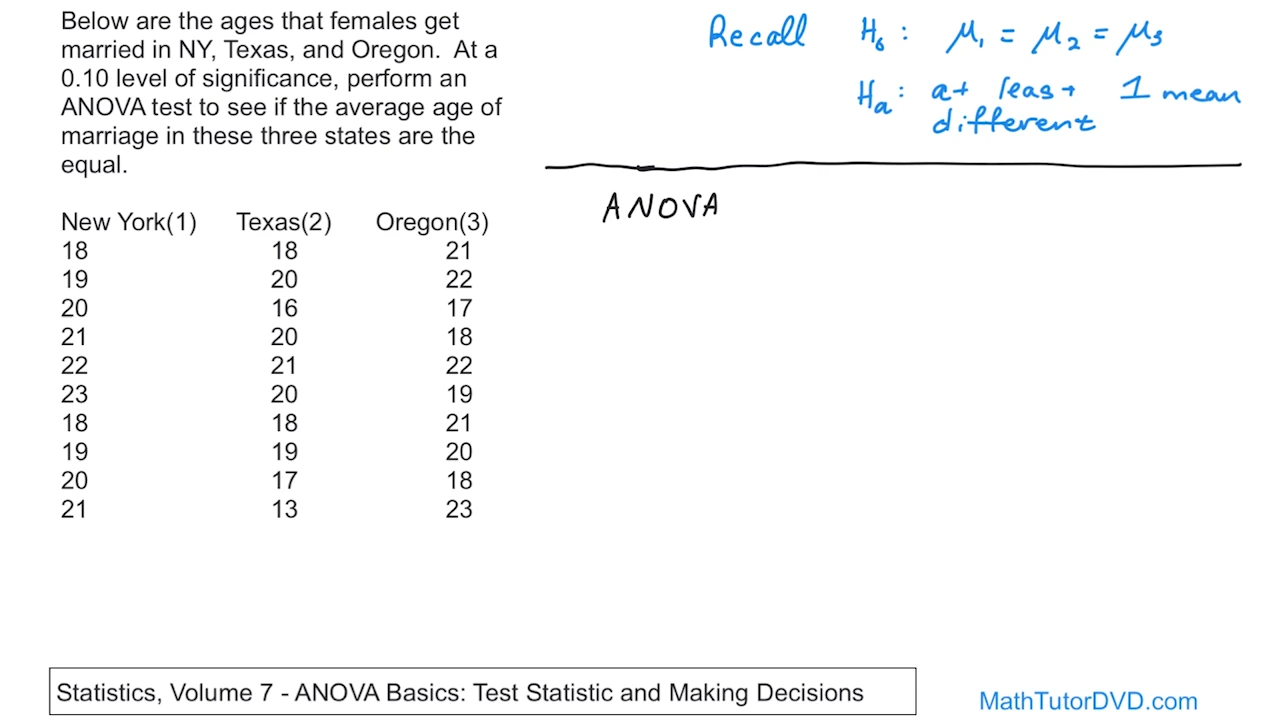 Below are the ages that females get
married in NY, Texas, and Oregon. At a
0.10 level of significance, perform an
ANOVA test to see if the average age of
marriage in these three states are the
equal.
Recall H₀: μ₁ = μ₂ = μ₃
Hₐ: at least 1 mean
different
ANOVA
New York(1) Texas(2) Oregon(3)
18 18 21
19 20 22
20 16 17
21 20 18
22 21 22
23 20 19
18 18 21
19 19 20
20 17 18
21 13 23
Statistics, Volume 7 - ANOVA Basics: Test Statistic and Making Decisions
MathTutorDVD.com